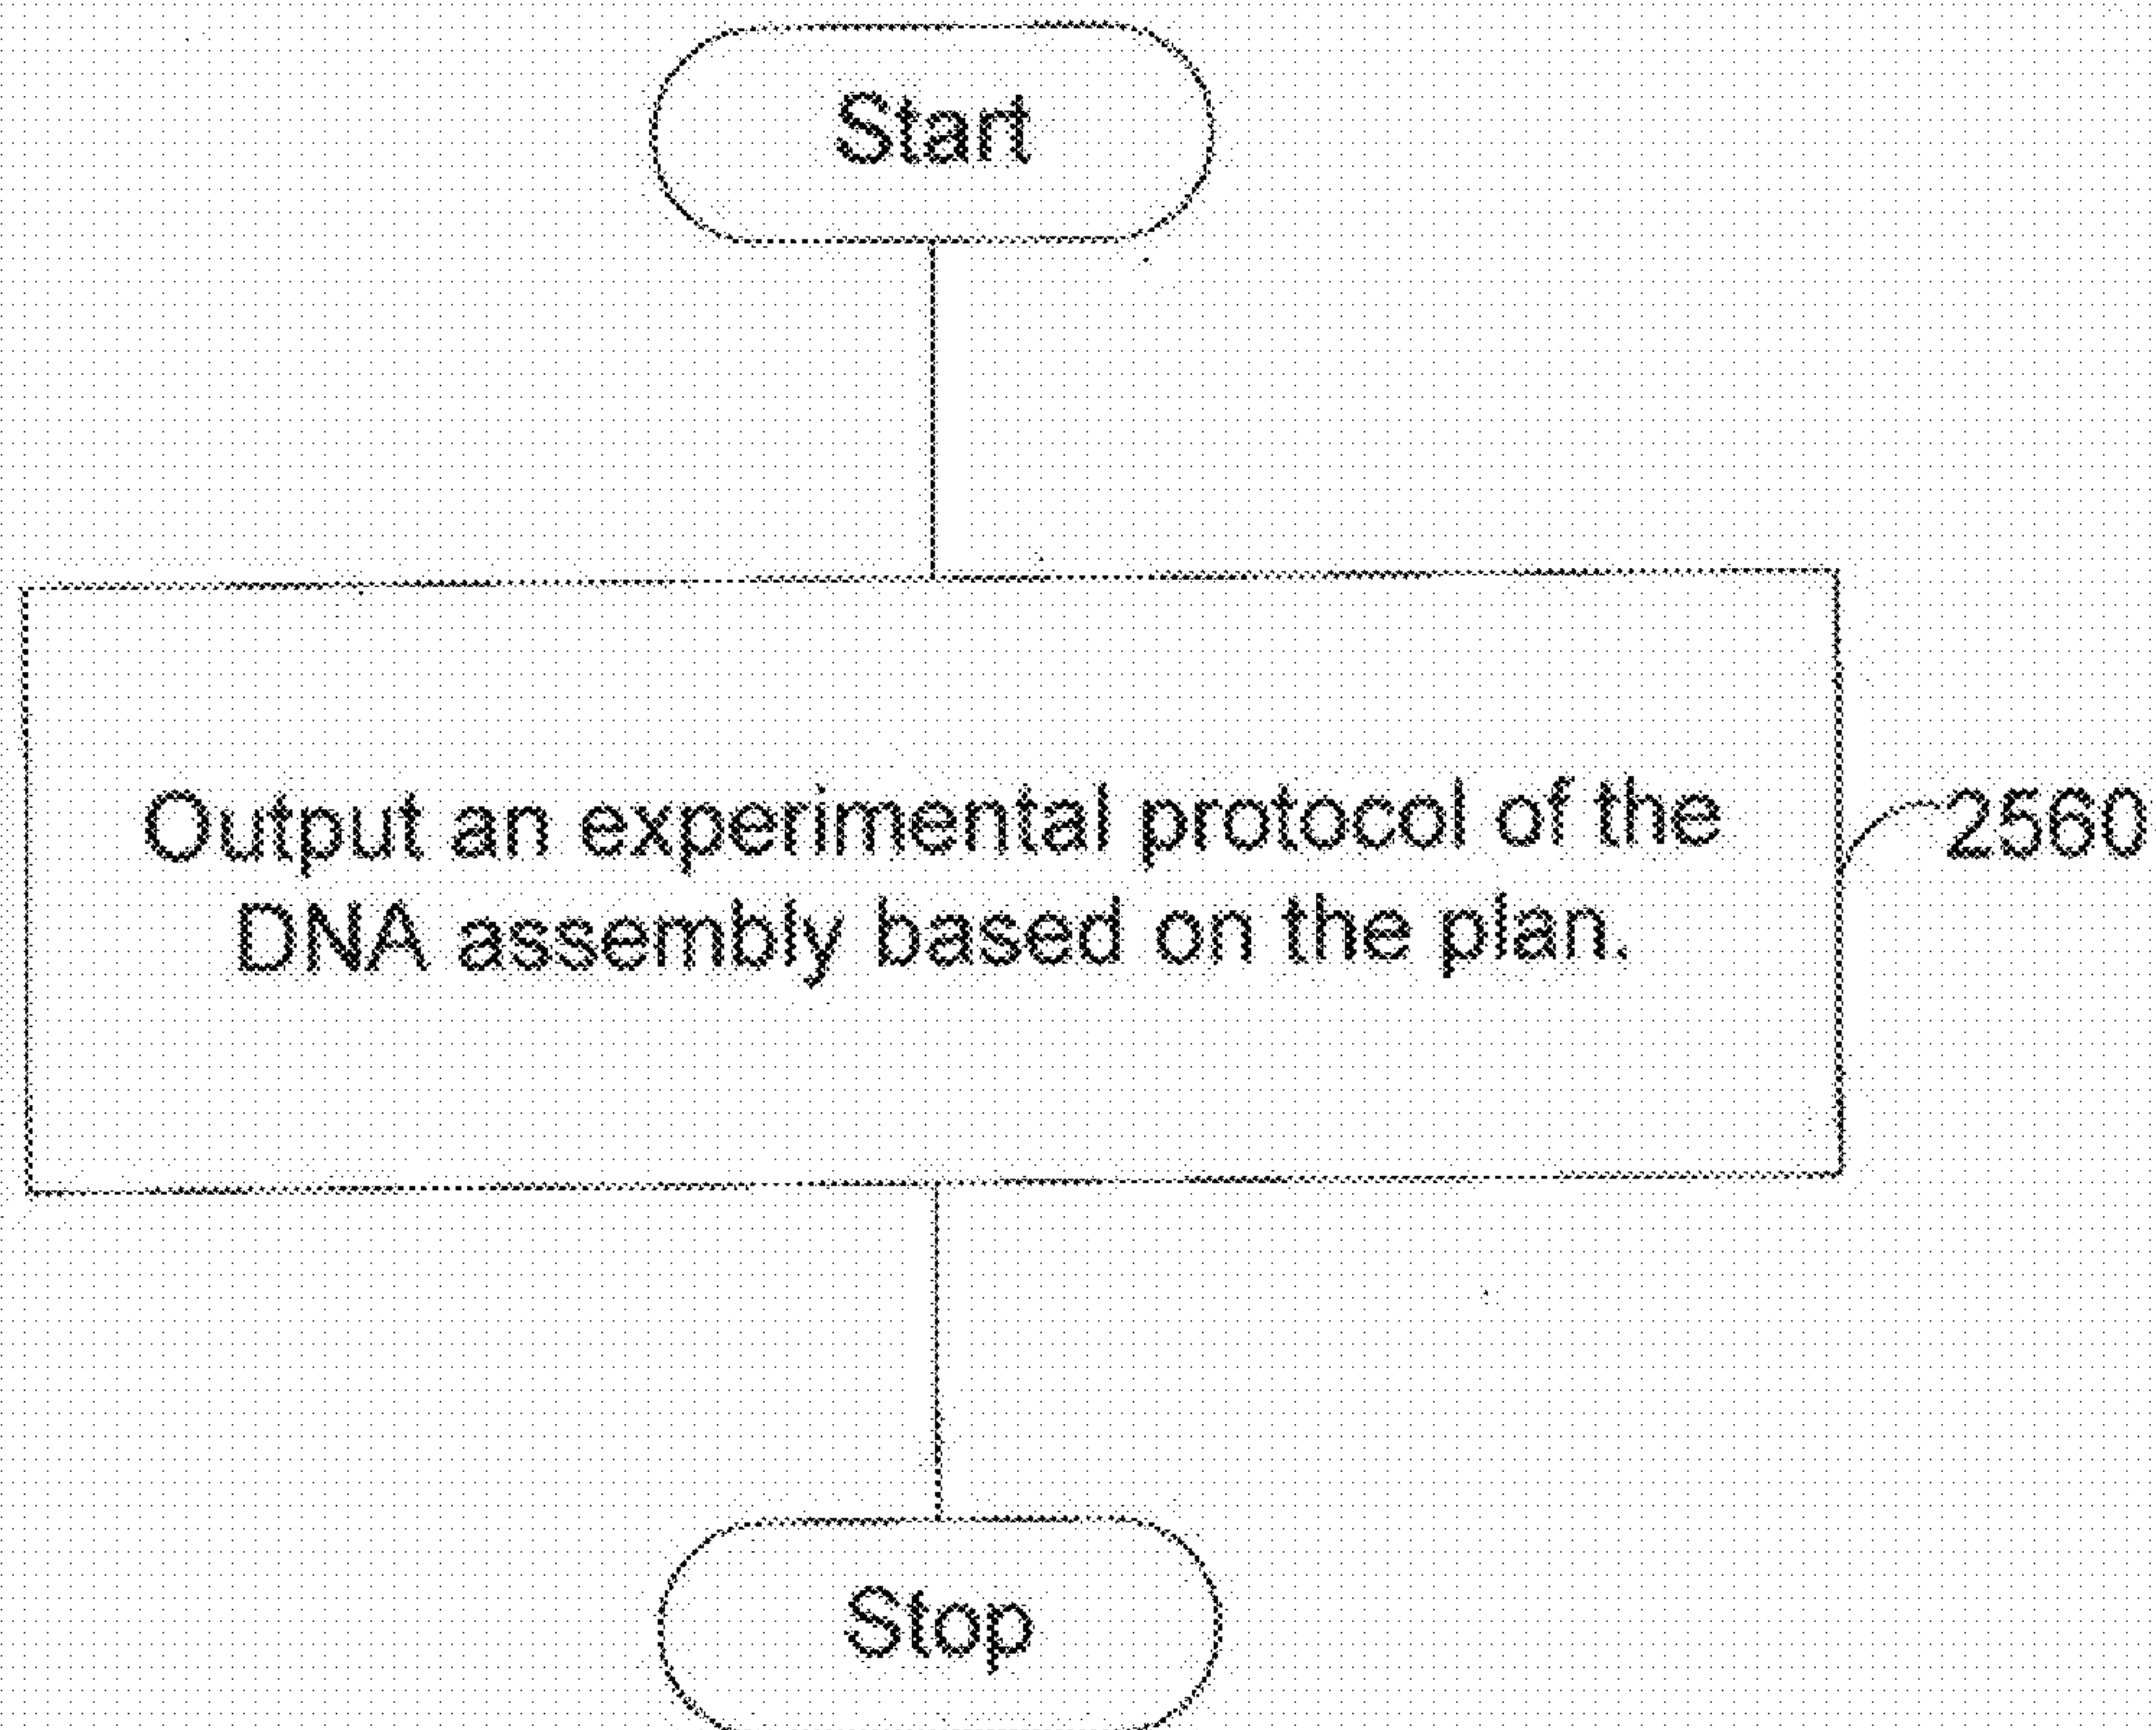 Start
Output an experimental protocol of the
DNA assembly based on the plan.
2560
Stop